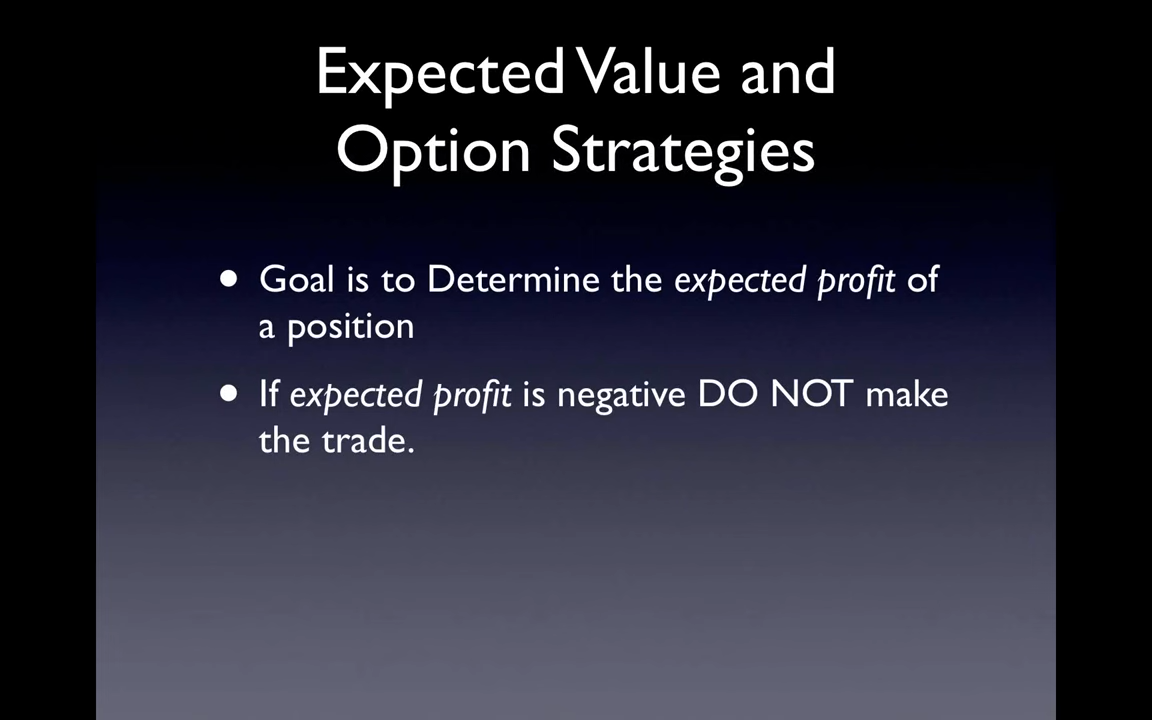 Expected Value and
Option Strategies
• Goal is to Determine the expected profit of
a position
• If expected profit is negative DO NOT make
the trade.